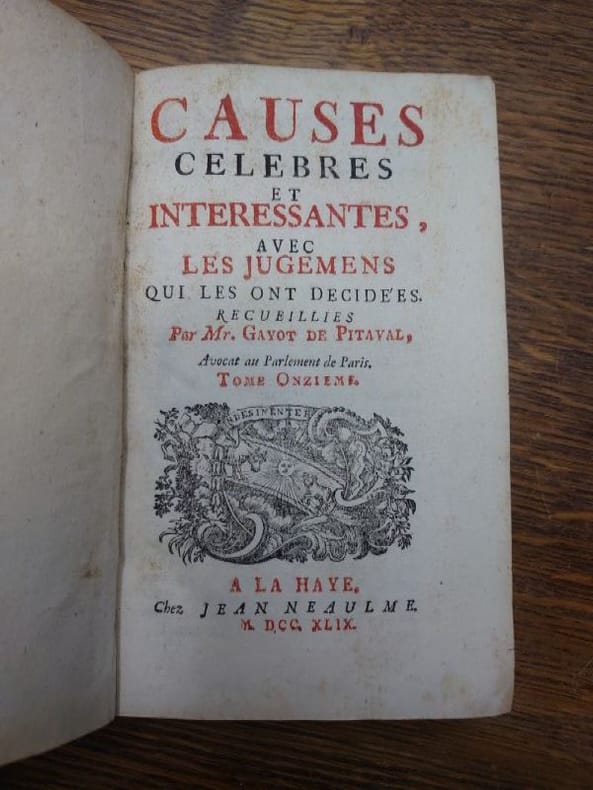 CAUSES
CELEBRES
ET
INTERESSANTES,
AVEC
LES JUGEMENS
QUI LES ONT DECIDE'ES.
RECUEILLIES
Par Mr. GAYOT DE PITAVAL,
Avocat au Parlement de Paris.
TOME ONZIEME.
INDESINENTER
A LA HAYE,
Chez JEAN NEAULME.
M. DCC. XLIX.